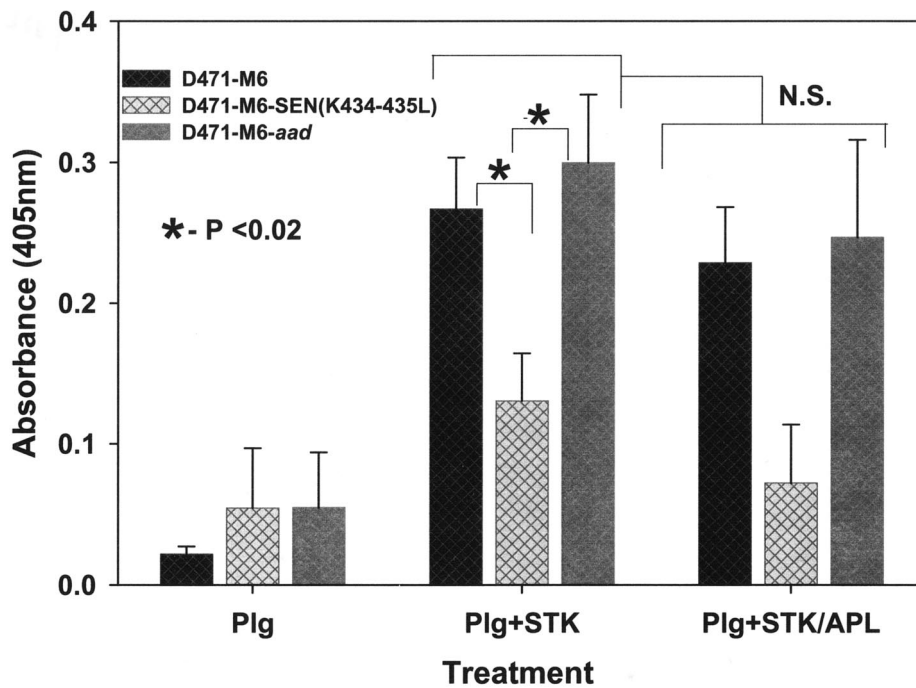 0.4
D471-M6
D471-M6-SEN(K434-435L)
D471-M6-aad
N.S.
0.3
*
*
*- P <0.02
0.2
0.1
0.0
Absorbance (405nm)
Plg
Plg+STK
Plg+STK/APL
Treatment